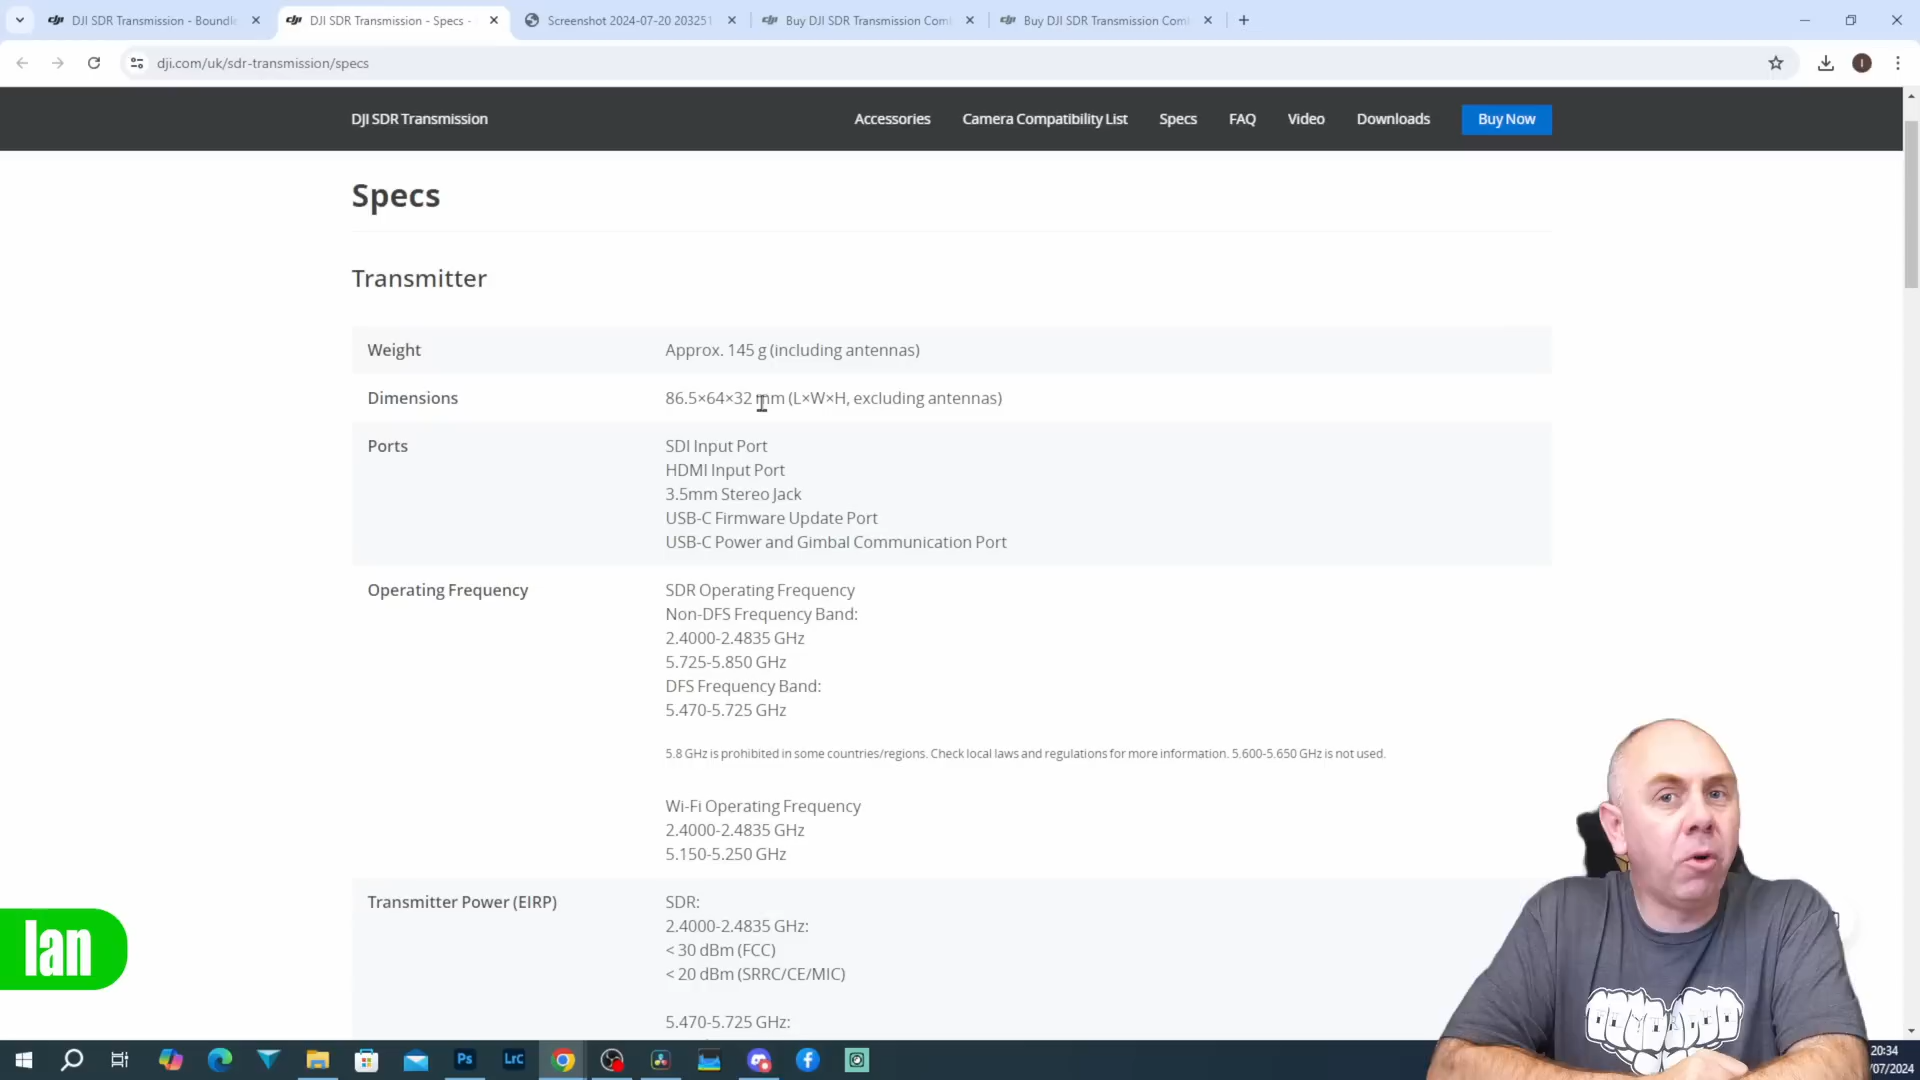 DJI SDR Transmission - Boundle
DJI SDR Transmission - Specs -
Screenshot 2024-07-20 203251
Buy DJI SDR Transmission Com
Buy DJI SDR Transmission Com
dji.com/uk/sdr-transmission/specs
DJI SDR Transmission
Accessories
Camera Compatibility List
Specs
FAQ
Video
Downloads
Buy Now
Specs
Transmitter
Weight
Approx. 145 g (including antennas)
Dimensions
86.5×64×32 mm (L×W×H, excluding antennas)
Ports
SDI Input Port
HDMI Input Port
3.5mm Stereo Jack
USB-C Firmware Update Port
USB-C Power and Gimbal Communication Port
Operating Frequency
SDR Operating Frequency
Non-DFS Frequency Band:
2.4000-2.4835 GHz
5.725-5.850 GHz
DFS Frequency Band:
5.470-5.725 GHz
5.8 GHz is prohibited in some countries/regions. Check local laws and regulations for more information. 5.600-5.650 GHz is not used.
Wi-Fi Operating Frequency
2.4000-2.4835 GHz
5.150-5.250 GHz
Transmitter Power (EIRP)
SDR:
2.4000-2.4835 GHz:
< 30 dBm (FCC)
< 20 dBm (SRRC/CE/MIC)
5.470-5.725 GHz:
Ian
Ps
Lrc
20:34
/07/2024